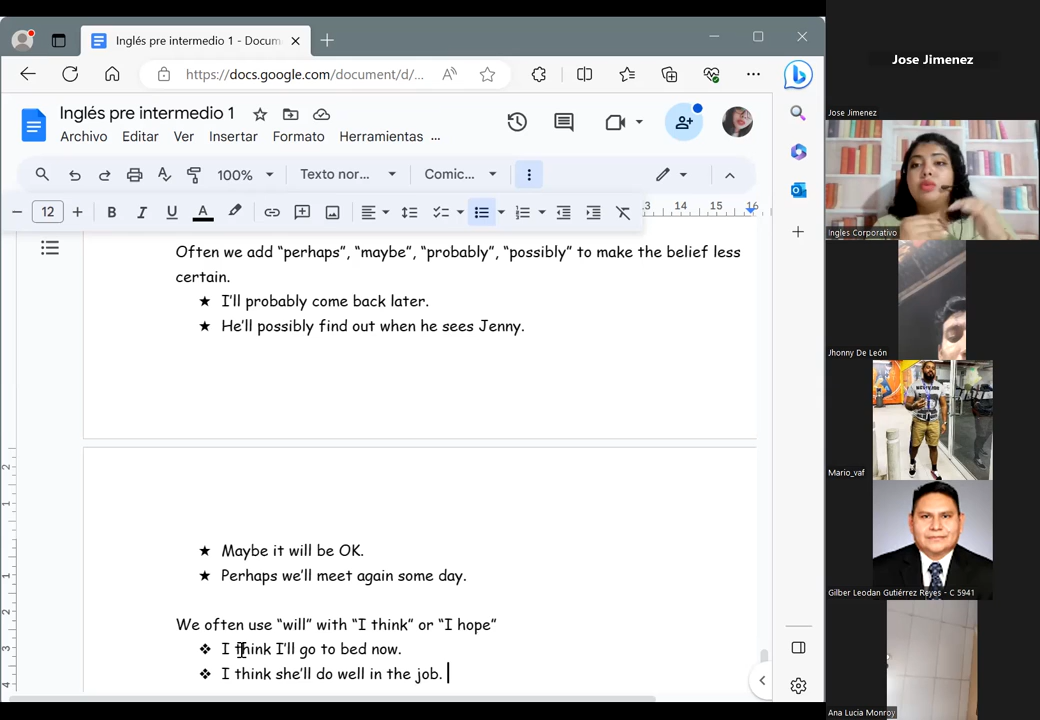 Inglés pre intermedio 1 - Docum
https://docs.google.com/document/d/...
Inglés pre intermedio 1
Archivo Editar Ver Insertar Formato Herramientas ...
100% Texto nor... Comic...
12
13 14 15 16
Often we add “perhaps”, “maybe”, “probably”, “possibly” to make the belief less
certain.
★ I'll probably come back later.
★ He'll possibly find out when he sees Jenny.
★ Maybe it will be OK.
★ Perhaps we'll meet again some day.
We often use “will” with “I think” or “I hope”
❖ I think I'll go to bed now.
❖ I think she'll do well in the job.
Jose Jimenez
Jose Jimenez
Ingles Corporativo
Jhonny De León
Mario_vaf
Gilber Leodan Gutiérrez Reyes - C 5941
Ana Lucia Monroy